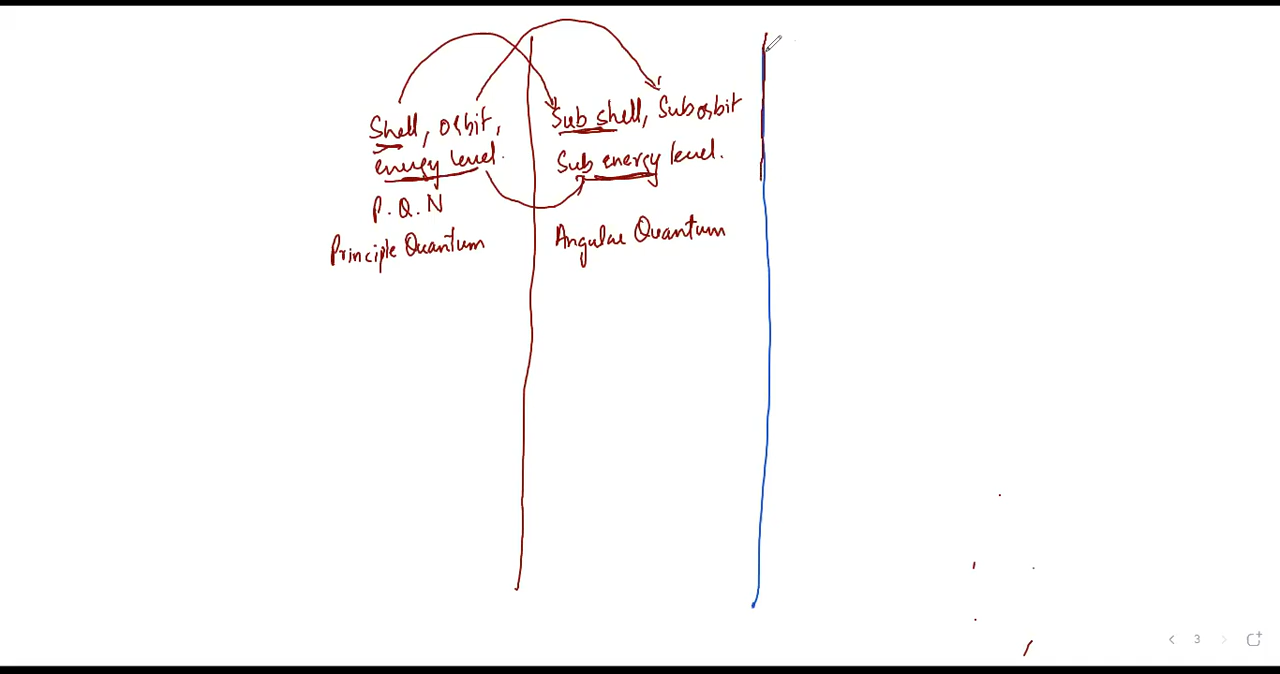 Shell, Orbit,
energy level.
P.Q.N
Principle Quantum
Sub shell, Suborbit
Sub energy level.
Angular Quantum
3